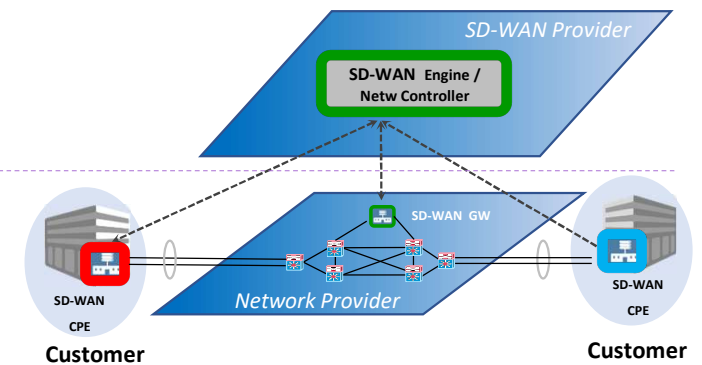 SD-WAN Provider
SD-WAN Engine /
Netw Controller
SD-WAN GW
Network Provider
SD-WAN
CPE
Customer
SD-WAN
CPE
Customer